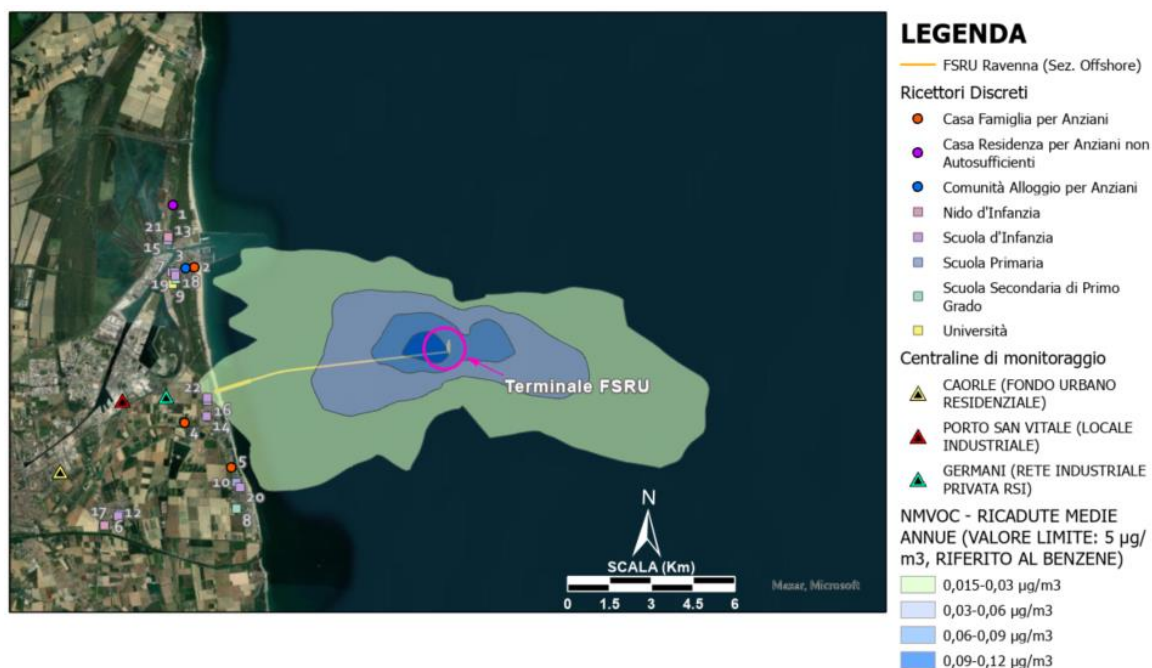 1
21
13
15
3
7
2
19
18
9
22
16
14
4
5
10
20
8
17
12
6
Terminale FSRU
N
SCALA (Km)
0 1.5 3 4.5 6
Maxar, Microsoft
LEGENDA
FSRU Ravenna (Sez. Offshore)
Ricettori Discreti
Casa Famiglia per Anziani
Casa Residenza per Anziani non
Autosufficienti
Comunità Alloggio per Anziani
Nido d'Infanzia
Scuola d'Infanzia
Scuola Primaria
Scuola Secondaria di Primo
Grado
Università
Centraline di monitoraggio
CAORLE (FONDO URBANO
RESIDENZIALE)
PORTO SAN VITALE (LOCALE
INDUSTRIALE)
GERMANI (RETE INDUSTRIALE
PRIVATA RSI)
NMVOC - RICADUTE MEDIE
ANNUE (VALORE LIMITE: 5 µg/
m3, RIFERITO AL BENZENE)
0,015-0,03 µg/m3
0,03-0,06 µg/m3
0,06-0,09 µg/m3
0,09-0,12 µg/m3